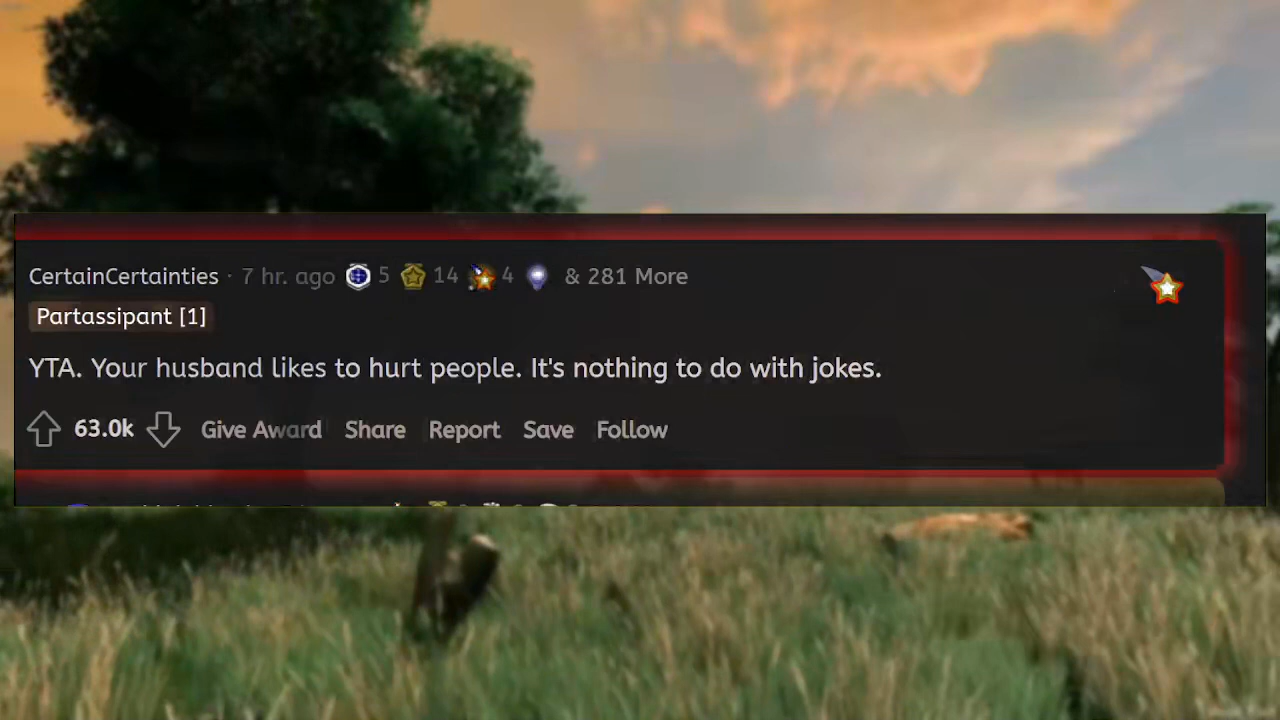 CertainCertainties · 7 hr. ago 5 14 4 & 281 More
Partassipant [1]
YTA. Your husband likes to hurt people. It's nothing to do with jokes.
63.0k Give Award Share Report Save Follow